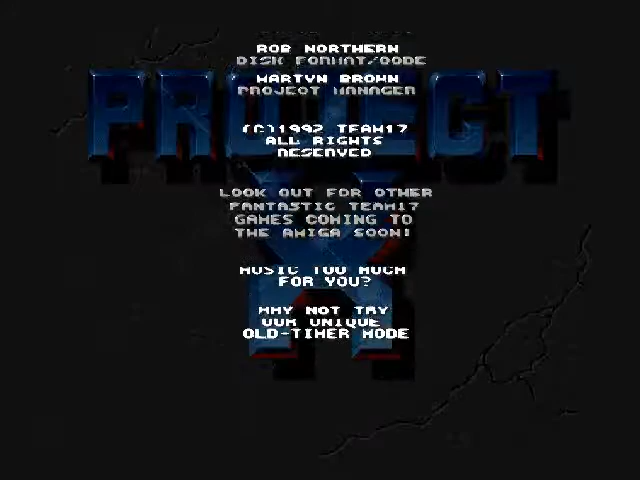 ROB NORTHERN
DISK FORMAT/CODE
MARTYN BROWN
PROJECT MANAGER
PROJECT
(C)1992 TEAM17
ALL RIGHTS
RESERVED
X
LOOK OUT FOR OTHER
FANTASTIC TEAM17
GAMES COMING TO
THE AMIGA SOON!
MUSIC TOO MUCH
FOR YOU?
WHY NOT TRY
OUR UNIQUE
OLD-TIMER MODE